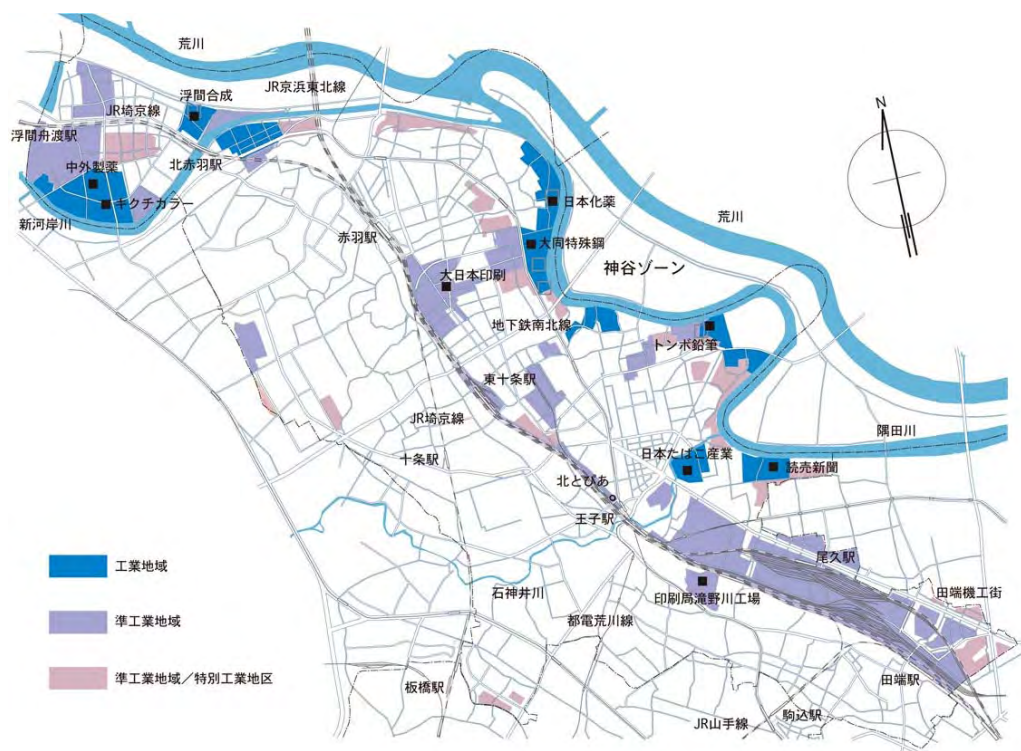 荒川
浮間合成
JR京浜東北線
JR埼京線
浮間舟渡駅
北赤羽駅
中外製薬
キクチカラー
新河岸川
N
日本化薬
荒川
赤羽駅
大同特殊鋼
神谷ゾーン
大日本印刷
地下鉄南北線
トンボ鉛筆
東十条駅
JR埼京線
隅田川
十条駅
日本たばこ産業
読売新聞
北とぴあ
王子駅
尾久駅
工業地域
印刷局滝野川工場
田端機工街
石神井川
準工業地域
都電荒川線
準工業地域／特別工業地区
板橋駅
田端駅
駒込駅
JR山手線